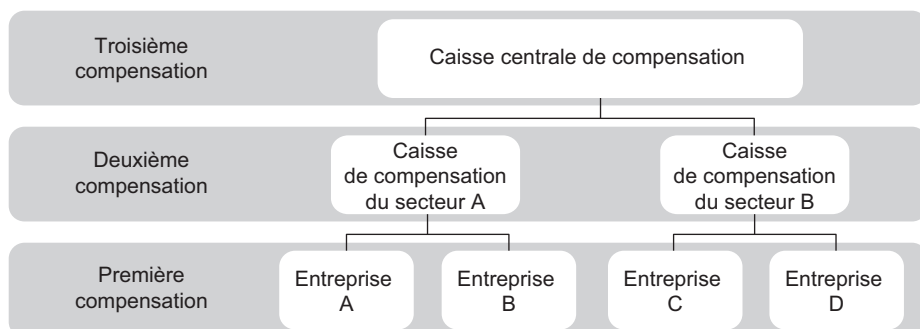 Troisième
compensation
Caisse centrale de compensation
Deuxième
compensation
Caisse
de compensation
du secteur A
Caisse
de compensation
du secteur B
Première
compensation
Entreprise
A
Entreprise
B
Entreprise
C
Entreprise
D